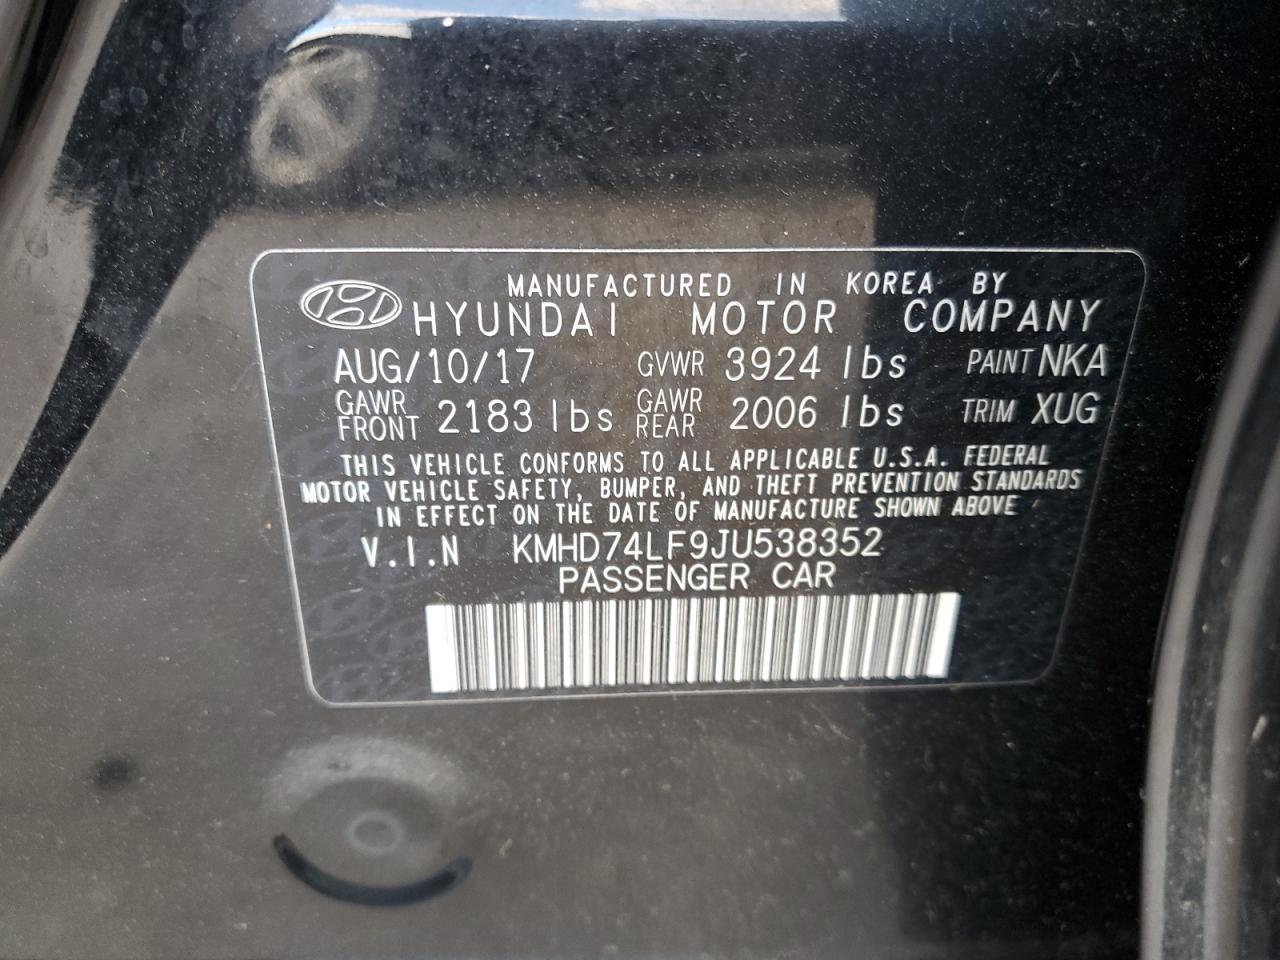 MANUFACTURED IN KOREA BY
HYUNDAI MOTOR COMPANY
AUG/10/17 GVWR 3924 lbs PAINT NKA
GAWR FRONT 2183 lbs GAWR REAR 2006 lbs TRIM XUG
THIS VEHICLE CONFORMS TO ALL APPLICABLE U.S.A. FEDERAL
MOTOR VEHICLE SAFETY, BUMPER, AND THEFT PREVENTION STANDARDS
IN EFFECT ON THE DATE OF MANUFACTURE SHOWN ABOVE
V.I.N KMHD74LF9JU538352
PASSENGER CAR